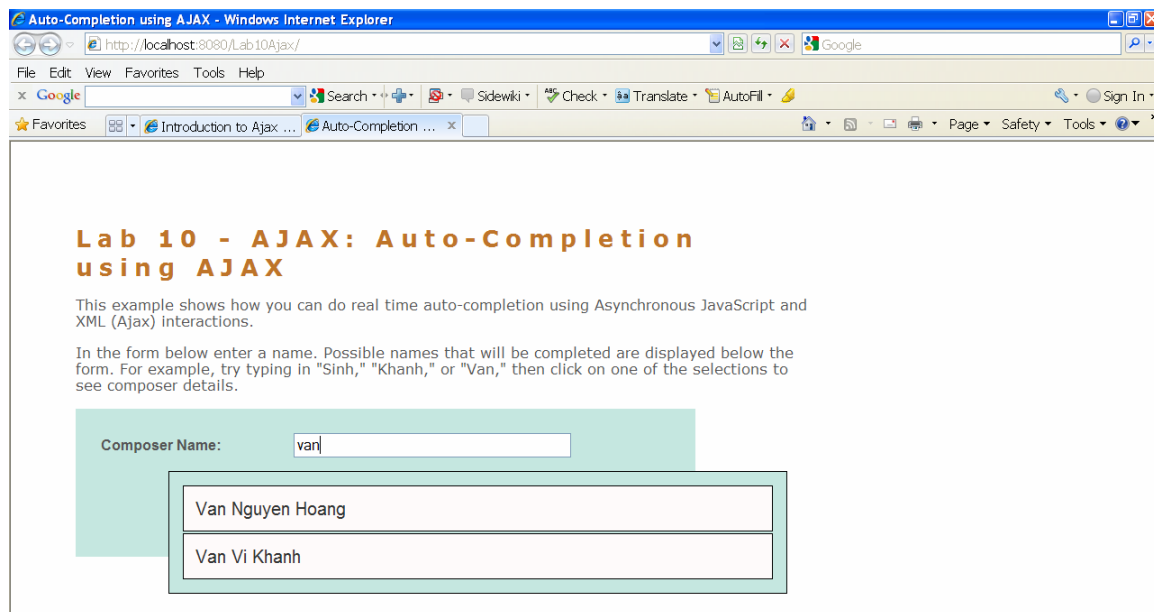 Auto-Completion using AJAX - Windows Internet Explorer
http://localhost:8080/Lab10Ajax/ Google
File Edit View Favorites Tools Help
x Google Search Sidewiki ABC Check Translate AutoFill Sign In
Favorites Introduction to Ajax ... Auto-Completion ... x Page Safety Tools
Lab 10 - AJAX: Auto-Completion
using AJAX
This example shows how you can do real time auto-completion using Asynchronous JavaScript and
XML (Ajax) interactions.
In the form below enter a name. Possible names that will be completed are displayed below the
form. For example, try typing in "Sinh," "Khanh," or "Van," then click on one of the selections to
see composer details.
Composer Name: van
Van Nguyen Hoang
Van Vi Khanh